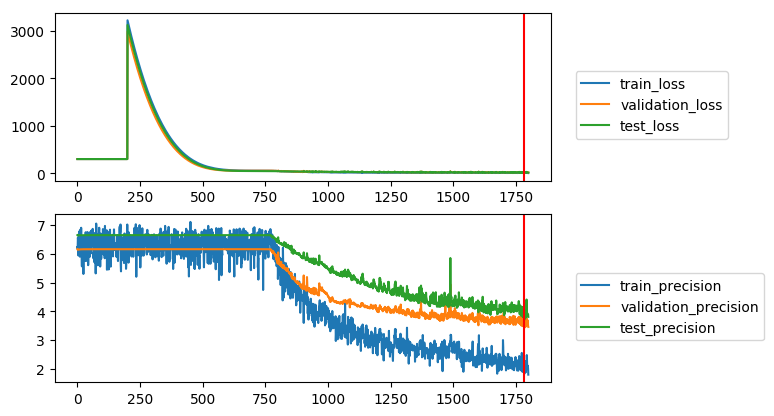 3000
2000
1000
0
0 250 500 750 1000 1250 1500 1750
train_loss
validation_loss
test_loss
7
6
5
4
3
2
0 250 500 750 1000 1250 1500 1750
train_precision
validation_precision
test_precision